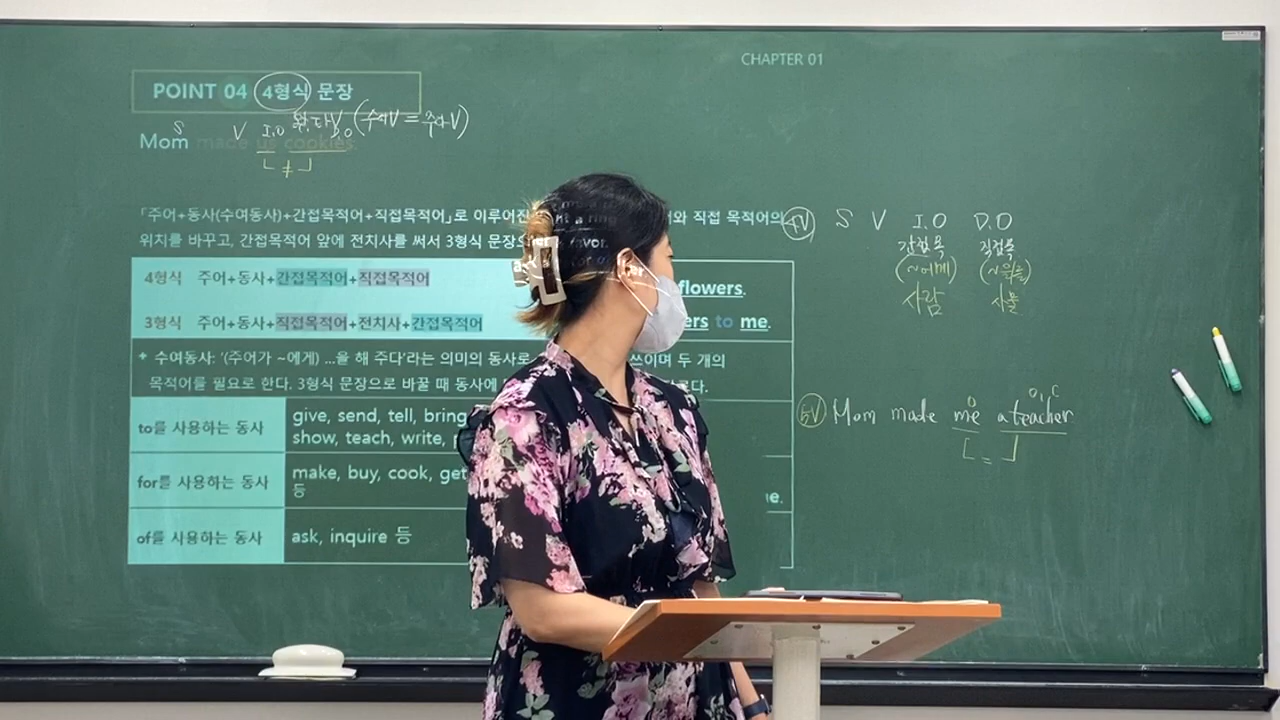 CHAPTER 01
POINT 04 4형식 문장
(수여V = 주다V)
S V I.O D.O
Mom made us cookies.
≠
「주어+동사(수여동사)+간접목적어+직접목적어」로 이루어진 와 직접 목적어의
위치를 바꾸고, 간접목적어 앞에 전치사를 써서 3형식 문장으 favor.
4형식 주어+동사+간접목적어+직접목적어 flowers.
3형식 주어+동사+직접목적어+전치사+간접목적어 ers to me.
+ 수여동사: '(주어가 ~에게) …을 해 주다'라는 의미의 동사로 쓰이며 두 개의
목적어를 필요로 한다. 3형식 문장으로 바꿀 때 동사에 다.
to를 사용하는 동사 give, send, tell, bring
show, teach, write,
for를 사용하는 동사 make, buy, cook, get
등
of를 사용하는 동사 ask, inquire 등
4V S V I.O D.O
간접목 직접목
(~에게) (~을/를)
사람 사물
5V Mom made me a teacher
O O.C
=